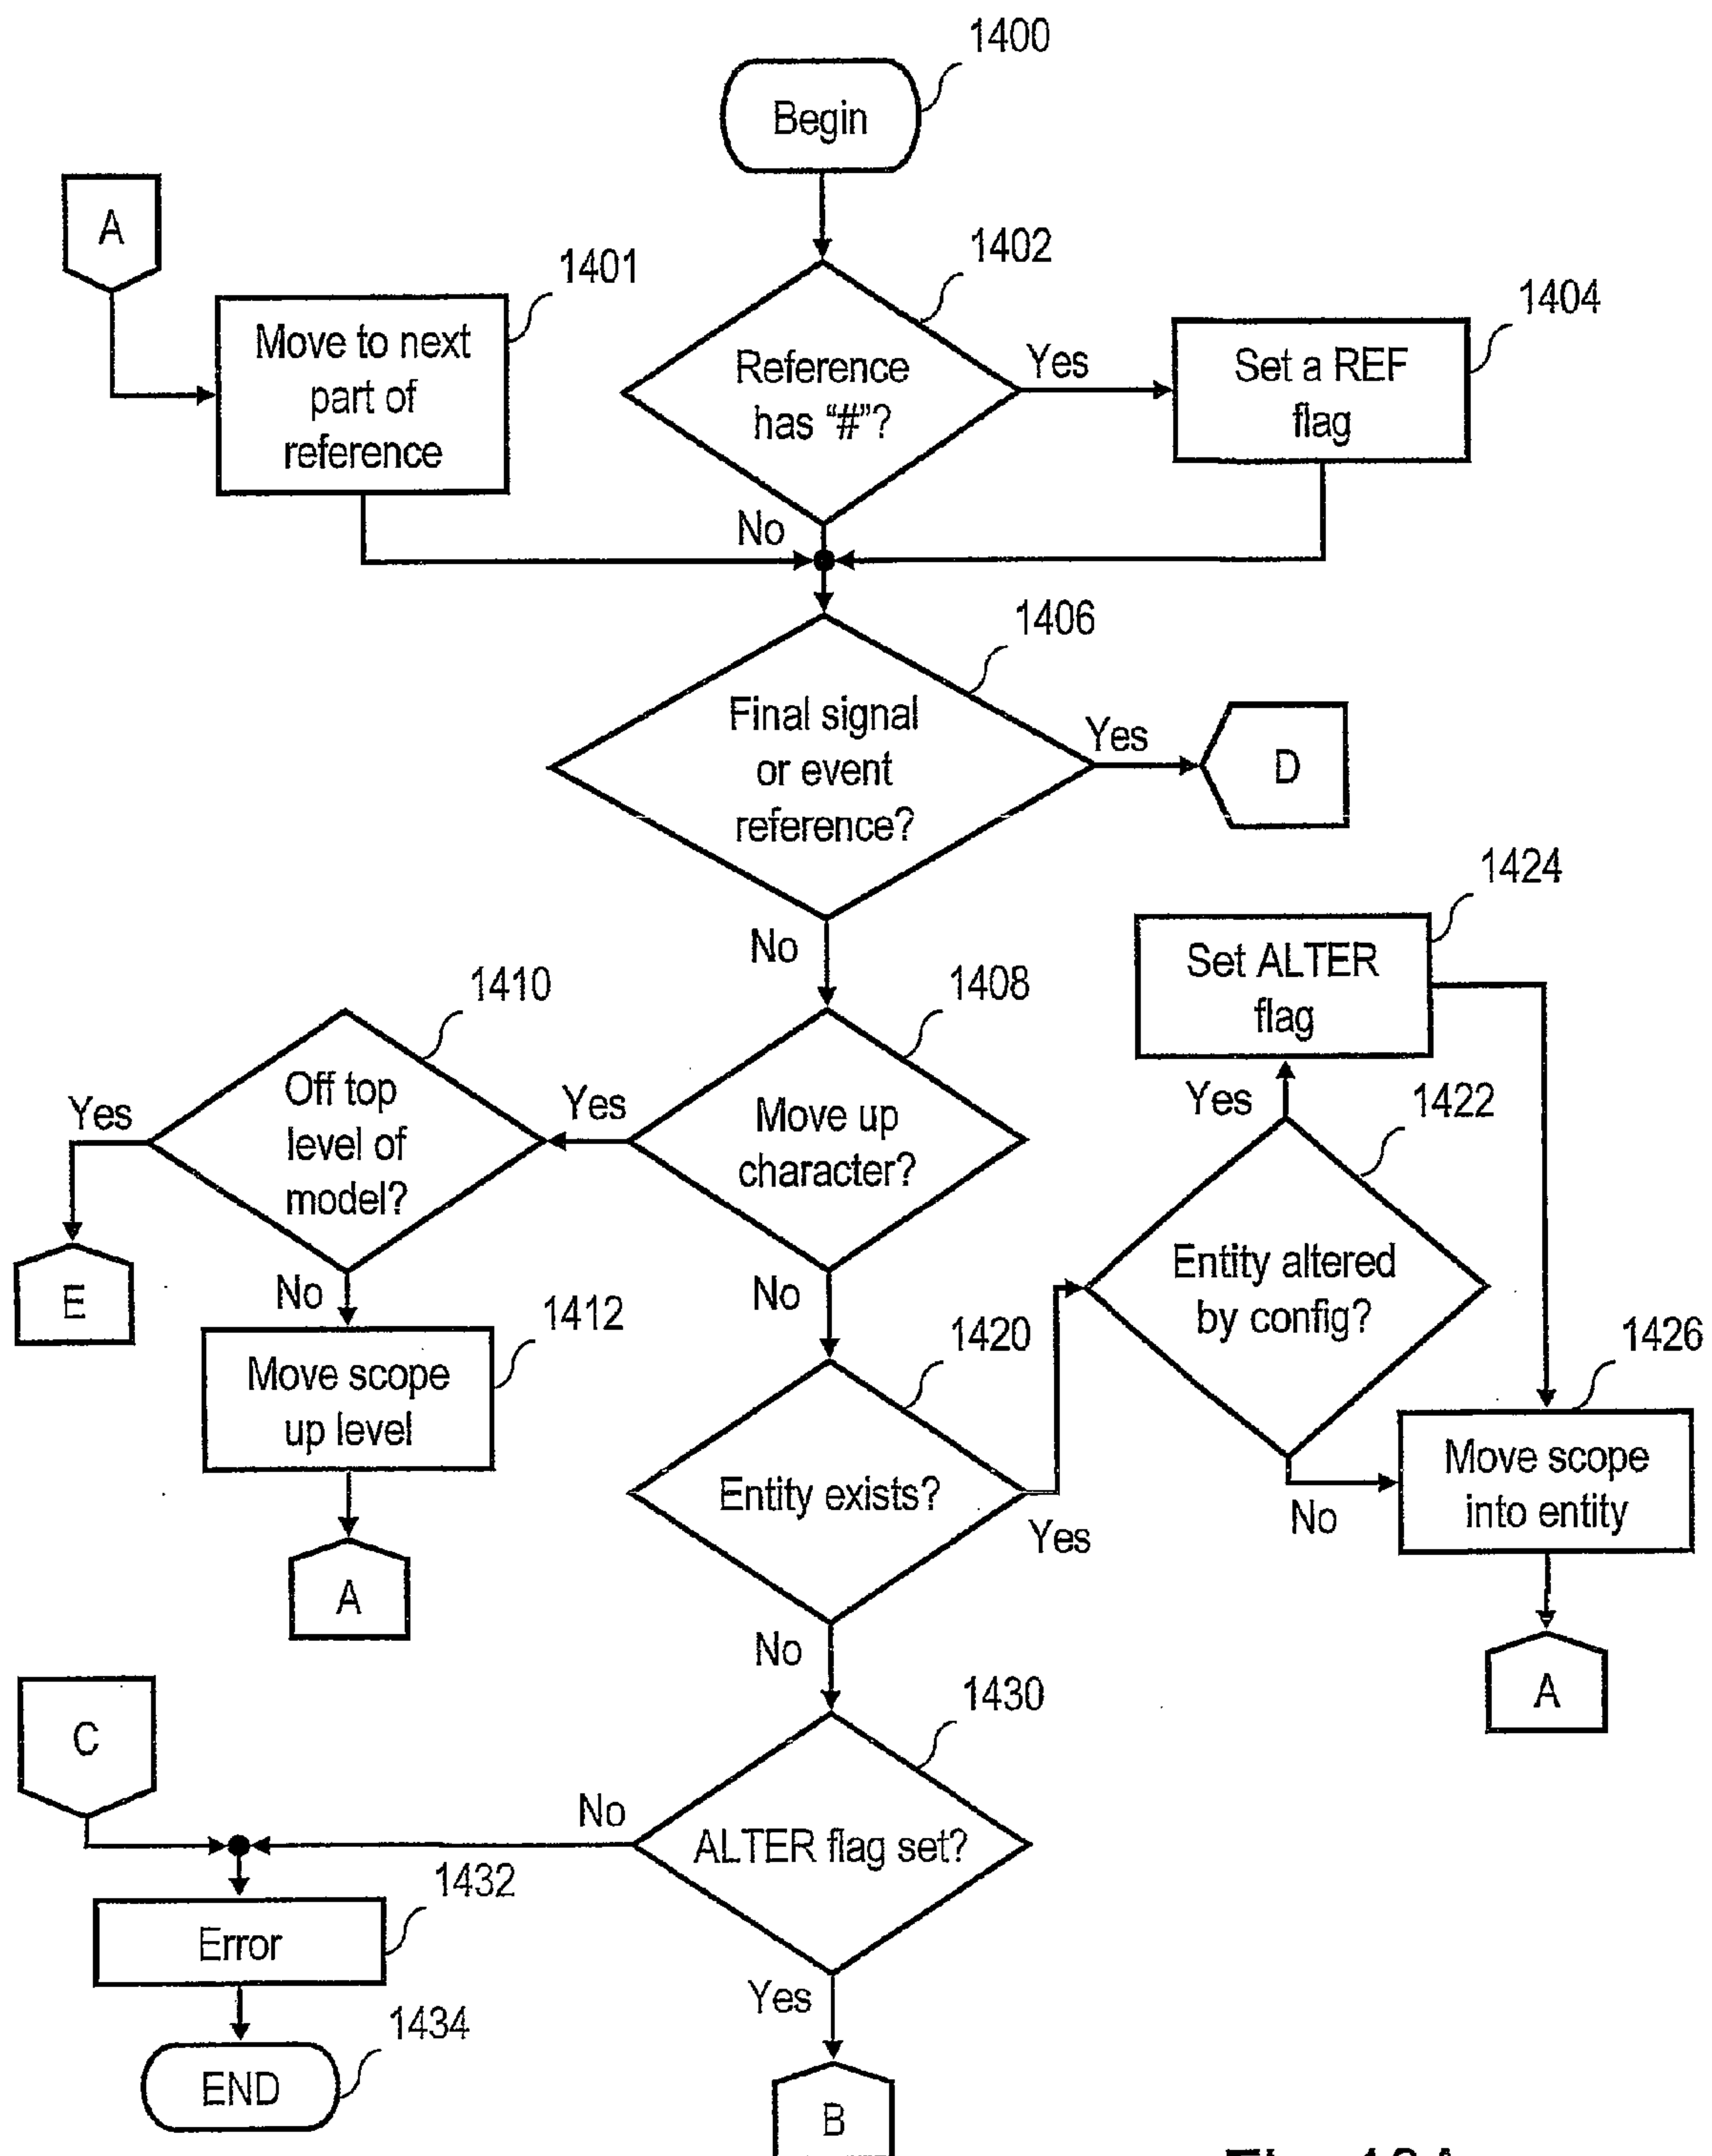 1400
Begin
A
1401
Move to next
part of
reference
1402
Reference
has "#"?
Yes
1404
Set a REF
flag
No
1406
Final signal
or event
reference?
Yes
D
No
1424
Set ALTER
flag
1410
Off top
level of
model?
Yes
1408
Move up
character?
Yes
Yes
1422
Entity altered
by config?
E
No
1412
Move scope
up level
No
1420
Entity exists?
Yes
No
1426
Move scope
into entity
A
No
A
C
1430
ALTER flag set?
No
1432
Error
Yes
1434
END
B